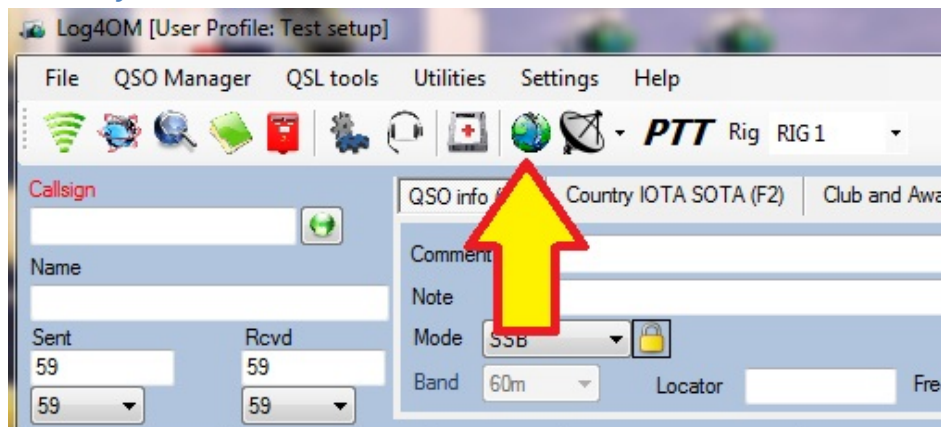 Log4OM [User Profile: Test setup]
File QSO Manager QSL tools Utilities Settings Help
PTT Rig RIG 1
Callsign
QSO info Country IOTA SOTA (F2) Club and Awa
Name
Comment
Note
Sent Rcvd
Mode SSB
59 59
Band 60m Locator Fre
59 59